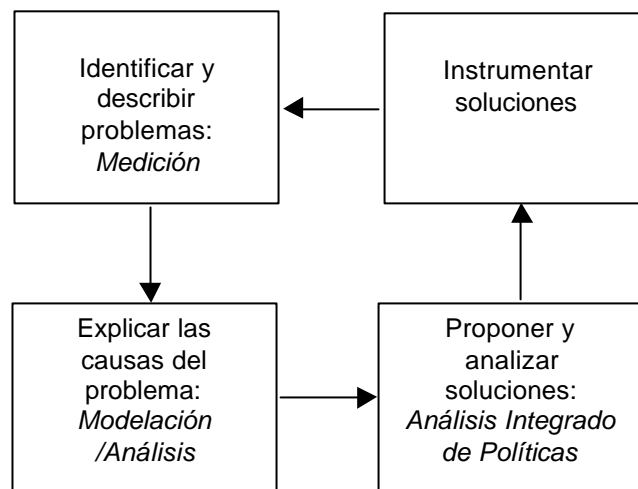 Identificar y
describir
problemas:
Medición
Instrumentar
soluciones
Explicar las
causas del
problema:
Modelación
/Análisis
Proponer y
analizar
soluciones:
Análisis Integrado
de Políticas